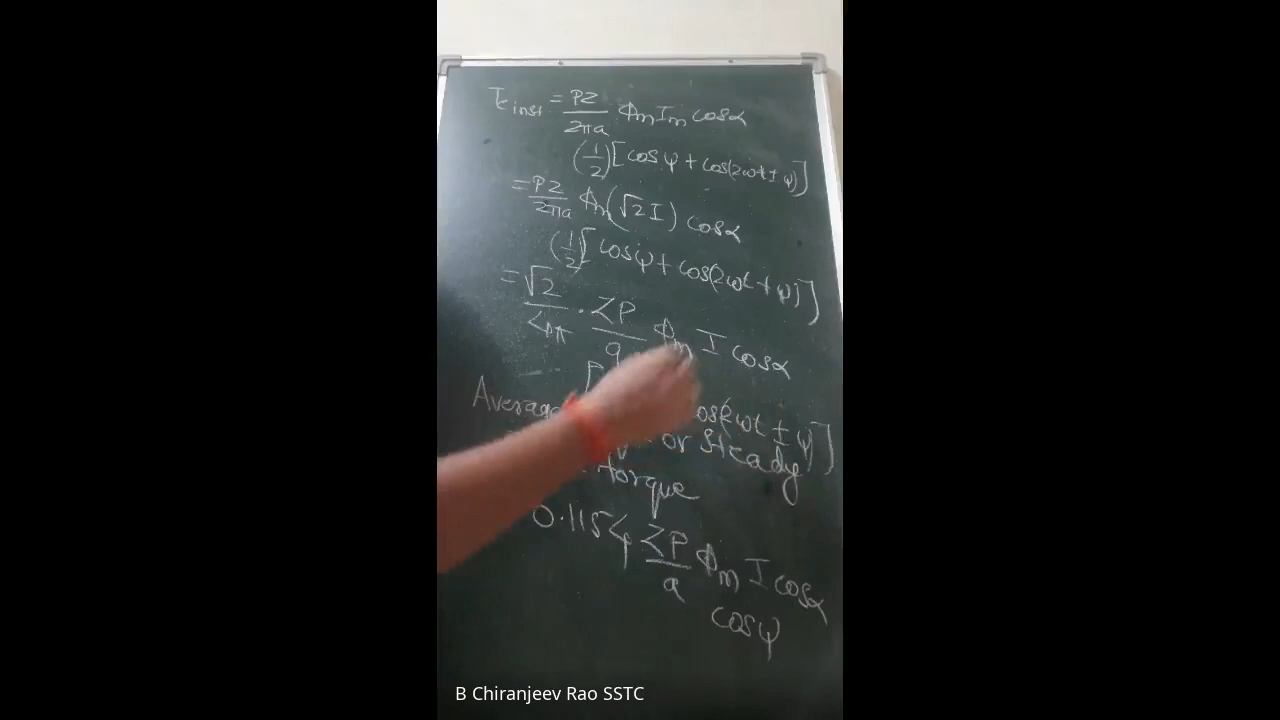 Te inst = PZ/2πa ϕm Im cosα
(1/2)[cosψ + cos(2ωt ± ψ)]
= PZ/2πa ϕm(√2 I) cosα
(1/2)[cosψ + cos(2ωt + ψ)]
= √2/4π · ZP/a ϕm I cosα
[ cos(2ωt ± ψ)]
Average or steady
torque
0.1154 ZP/a ϕm I cosα
cosψ
B Chiranjeev Rao SSTC